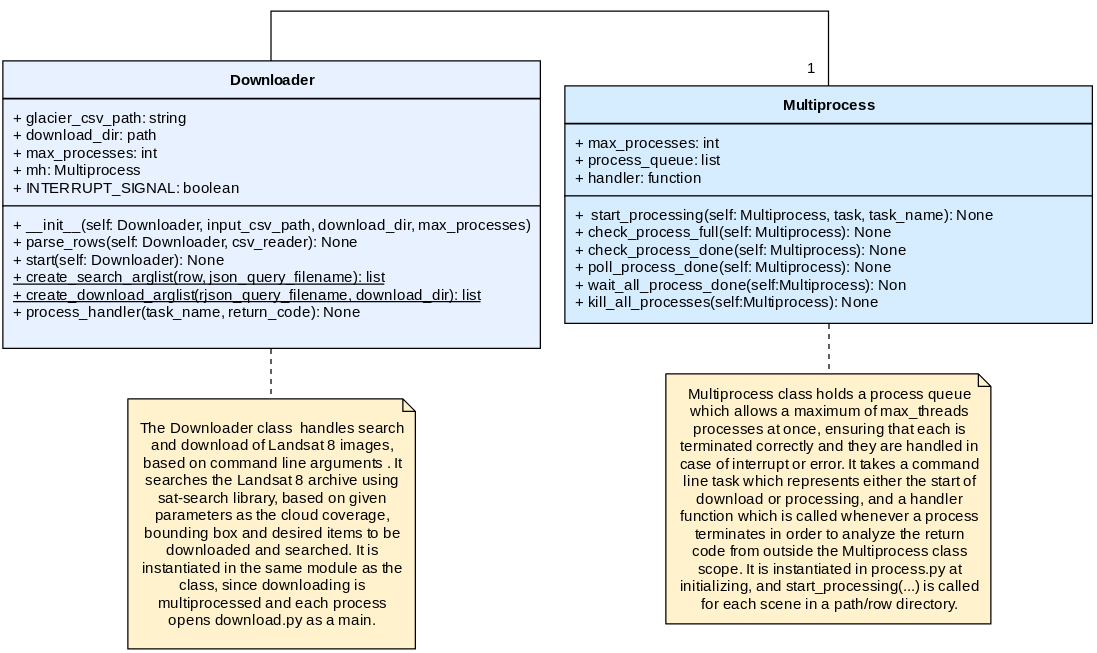 Downloader
+ glacier_csv_path: string
+ download_dir: path
+ max_processes: int
+ mh: Multiprocess
+ INTERRUPT_SIGNAL: boolean
+ __init__(self: Downloader, input_csv_path, download_dir, max_processes)
+ parse_rows(self: Downloader, csv_reader): None
+ start(self: Downloader): None
+ create_search_arglist(row, json_query_filename): list
+ create_download_arglist(rjson_query_filename, download_dir): list
+ process_handler(task_name, return_code): None
The Downloader class  handles search
and download of Landsat 8 images,
based on command line arguments . It
searches the Landsat 8 archive using
sat-search library, based on given
parameters as the cloud coverage,
bounding box and desired items to be
downloaded and searched. It is
instantiated in the same module as the
class, since downloading is
multiprocessed and each process
opens download.py as a main.
1
Multiprocess
+ max_processes: int
+ process_queue: list
+ handler: function
+  start_processing(self: Multiprocess, task, task_name): None
+ check_process_full(self: Multiprocess): None
+ check_process_done(self: Multiprocess): None
+ poll_process_done(self: Multiprocess): None
+ wait_all_process_done(self:Multiprocess): Non
+ kill_all_processes(self:Multiprocess): None
Multiprocess class holds a process queue
which allows a maximum of max_threads
processes at once, ensuring that each is
terminated correctly and they are handled in
case of interrupt or error. It takes a command
line task which represents either the start of
download or processing, and a handler
function which is called whenever a process
terminates in order to analyze the return
code from outside the Multiprocess class
scope. It is instantiated in process.py at
initializing, and start_processing(...) is called
for each scene in a path/row directory.